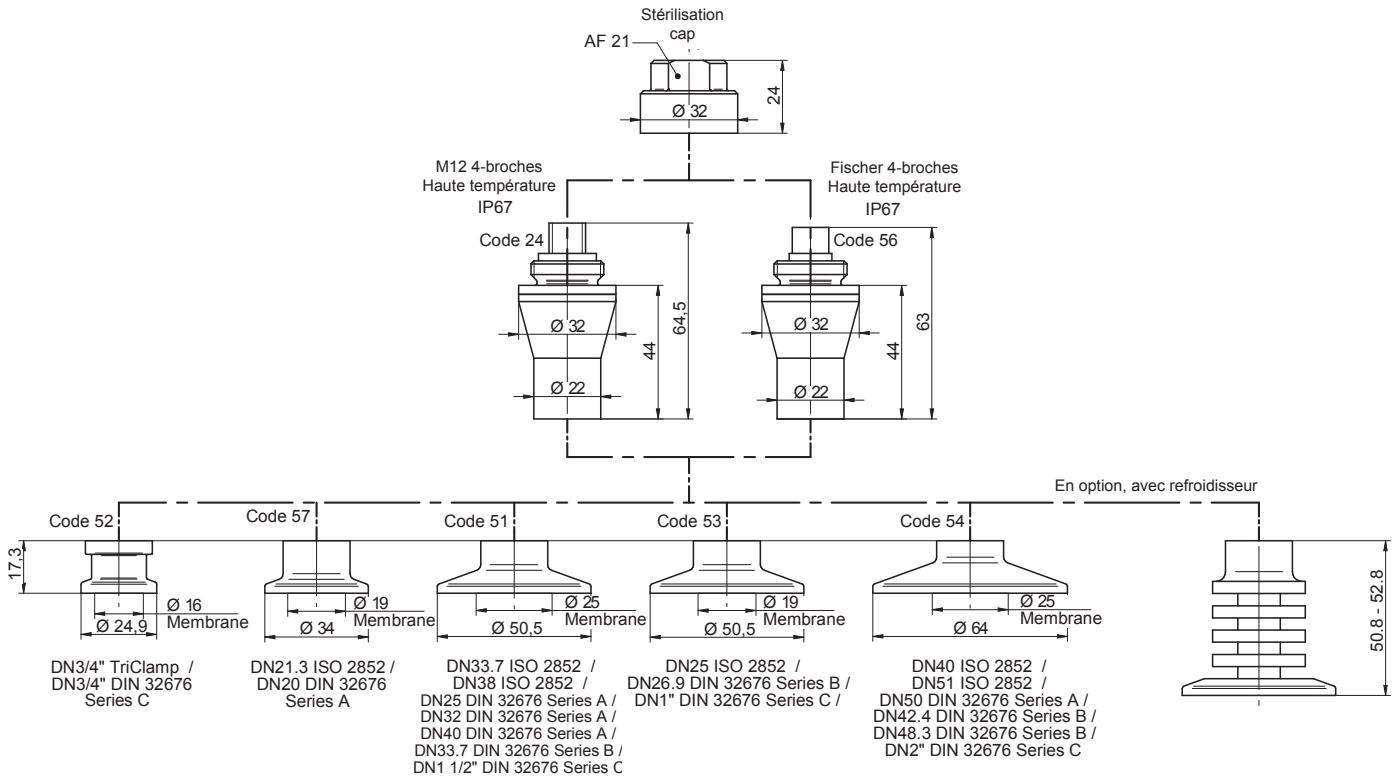 Stérilisation
cap
AF 21
24
Ø 32
M12 4-broches
Haute température
IP67
Fischer 4-broches
Haute température
IP67
Code 24
Code 56
Ø 32
44
64,5
Ø 22
Ø 32
44
63
Ø 22
En option, avec refroidisseur
Code 52
Code 57
Code 51
Code 53
Code 54
17,3
Ø 16
Membrane
Ø 24,9
Ø 19
Membrane
Ø 34
Ø 25
Membrane
Ø 50,5
Ø 19
Membrane
Ø 50,5
Ø 25
Membrane
Ø 64
50.8 - 52.8
DN3/4" TriClamp /
DN3/4" DIN 32676
Series C
DN21.3 ISO 2852 /
DN20 DIN 32676
Series A
DN33.7 ISO 2852 /
DN38 ISO 2852 /
DN25 DIN 32676 Series A /
DN32 DIN 32676 Series A /
DN40 DIN 32676 Series A /
DN33.7 DIN 32676 Series B /
DN1 1/2" DIN 32676 Series C
DN25 ISO 2852 /
DN26.9 DIN 32676 Series B /
DN1" DIN 32676 Series C /
DN40 ISO 2852 /
DN51 ISO 2852 /
DN50 DIN 32676 Series A /
DN42.4 DIN 32676 Series B /
DN48.3 DIN 32676 Series B /
DN2" DIN 32676 Series C